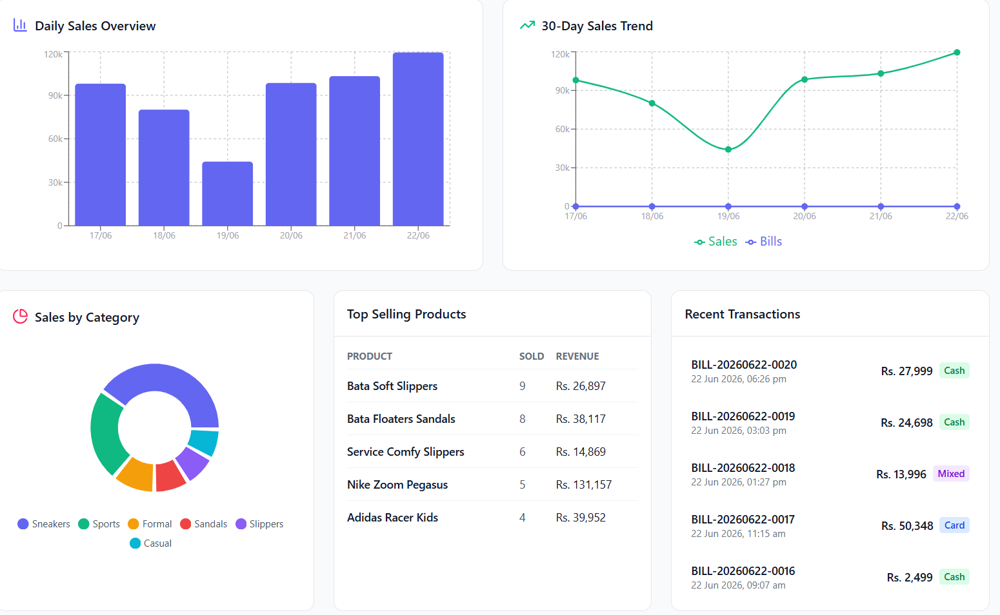 Daily Sales Overview
120k
90k
60k
30k
0
17/06 18/06 19/06 20/06 21/06 22/06
30-Day Sales Trend
120k
90k
60k
30k
0
17/06 18/06 19/06 20/06 21/06 22/06
Sales Bills
Sales by Category
Sneakers Sports Formal Sandals Slippers
Casual
Top Selling Products
PRODUCT SOLD REVENUE
Bata Soft Slippers 9 Rs. 26,897
Bata Floaters Sandals 8 Rs. 38,117
Service Comfy Slippers 6 Rs. 14,869
Nike Zoom Pegasus 5 Rs. 131,157
Adidas Racer Kids 4 Rs. 39,952
Recent Transactions
BILL-20260622-0020
22 Jun 2026, 06:26 pm
Rs. 27,999 Cash
BILL-20260622-0019
22 Jun 2026, 03:03 pm
Rs. 24,698 Cash
BILL-20260622-0018
22 Jun 2026, 01:27 pm
Rs. 13,996 Mixed
BILL-20260622-0017
22 Jun 2026, 11:15 am
Rs. 50,348 Card
BILL-20260622-0016
22 Jun 2026, 09:07 am
Rs. 2,499 Cash